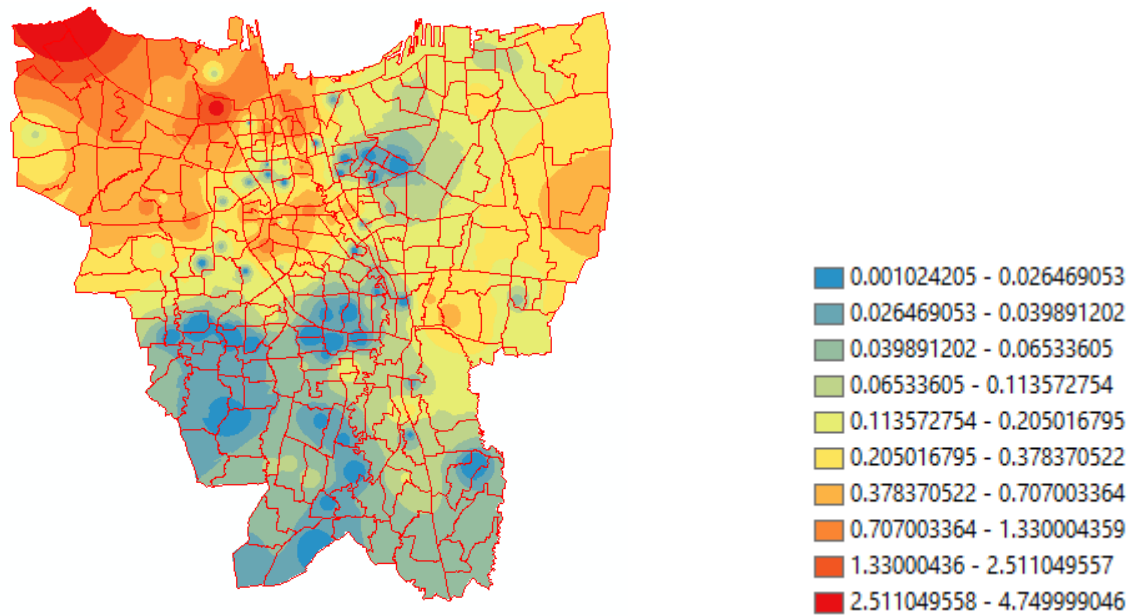 0.001024205 - 0.026469053
0.026469053 - 0.039891202
0.039891202 - 0.06533605
0.06533605 - 0.113572754
0.113572754 - 0.205016795
0.205016795 - 0.378370522
0.378370522 - 0.707003364
0.707003364 - 1.330004359
1.33000436 - 2.511049557
2.511049558 - 4.749999046